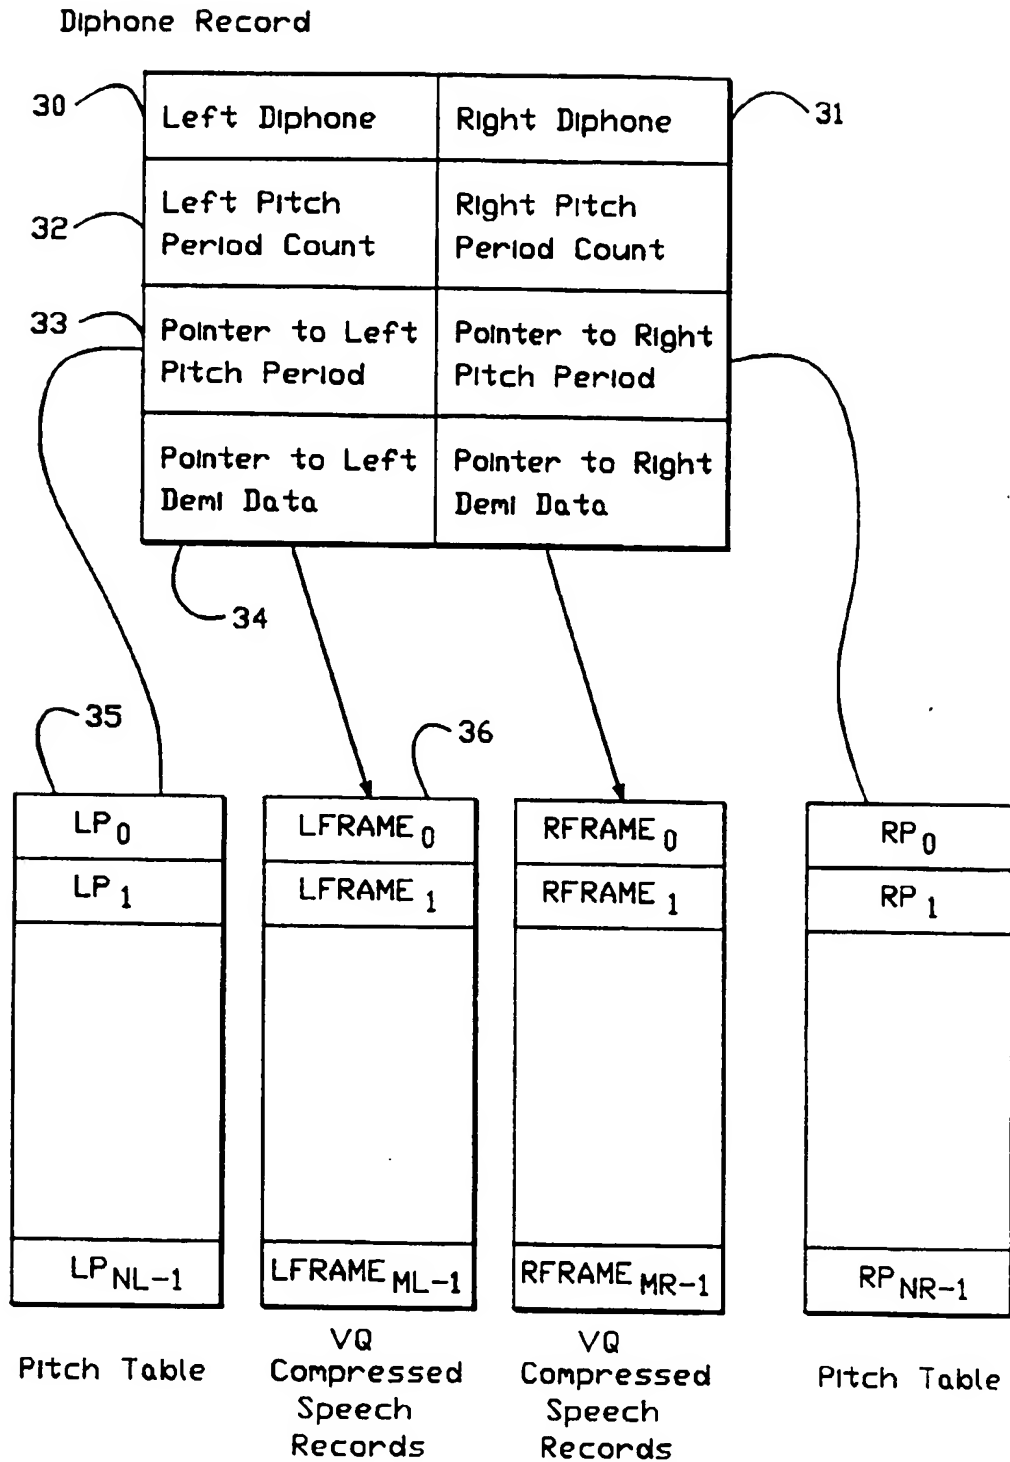 Diphone Record
30
Left Diphone
Right Diphone
31
32
Left Pitch
Period Count
Right Pitch
Period Count
33
Pointer to Left
Pitch Period
Pointer to Right
Pitch Period
Pointer to Left
Demi Data
Pointer to Right
Demi Data
34
35
36
LP0
LFRAME0
RFRAME0
RP0
LP1
LFRAME1
RFRAME1
RP1
LPNL-1
LFRAMEML-1
RFRAMEMR-1
RPNR-1
Pitch Table
VQ
Compressed
Speech
Records
VQ
Compressed
Speech
Records
Pitch Table